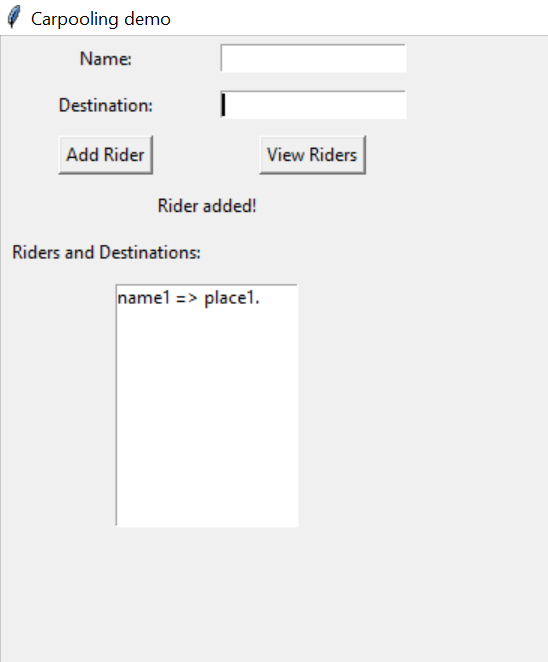 Carpooling demo
Name:
Destination:
Add Rider View Riders
Rider added!
Riders and Destinations:
name1 => place1.